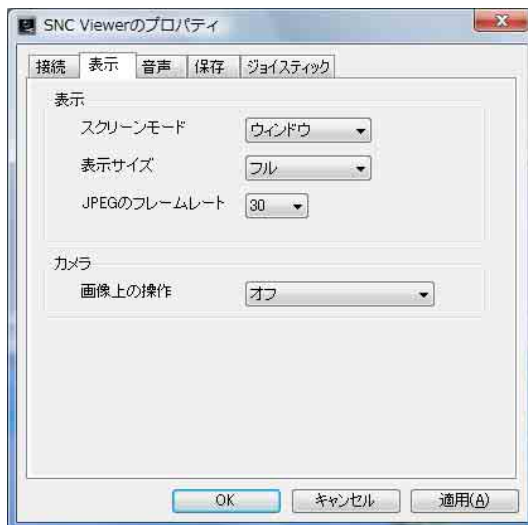 SNC Viewerのプロパティ
接続 表示 音声 保存 ジョイスティック
表示
スクリーンモード ウィンドウ
表示サイズ フル
JPEGのフレームレート 30
カメラ
画像上の操作 オフ
OK キャンセル 適用(A)